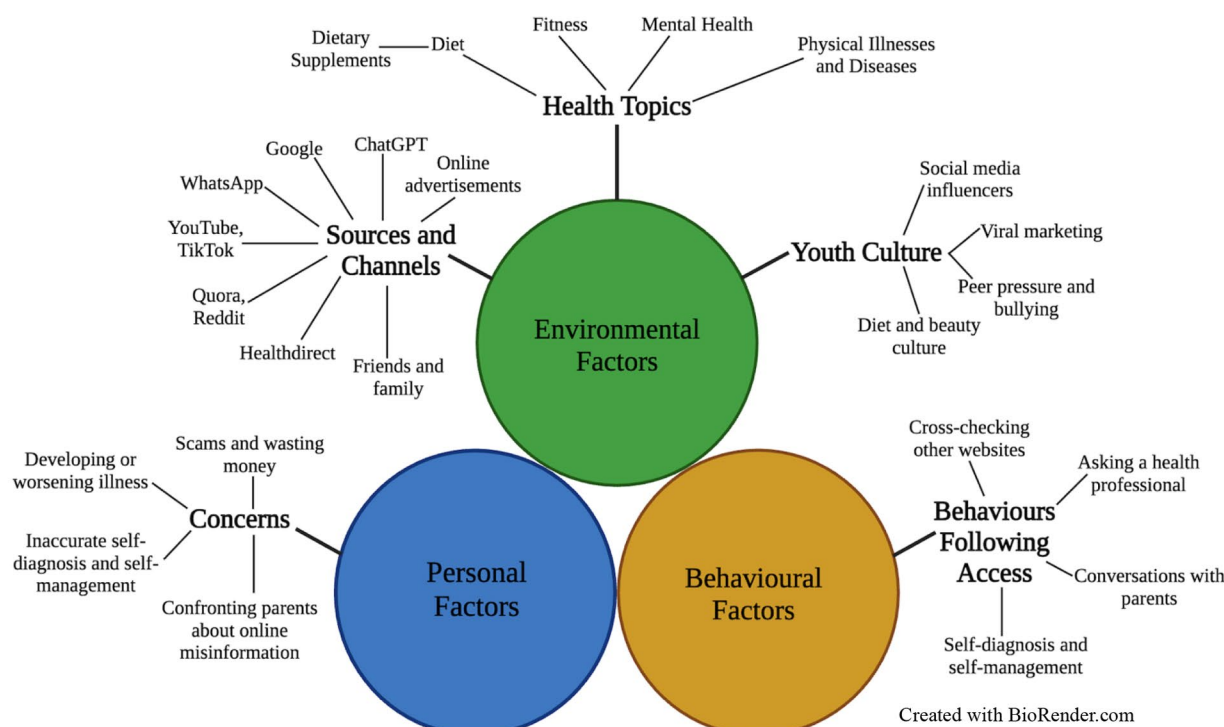 Fitness
Mental Health
Dietary
Supplements
Diet
Physical Illnesses
and Diseases
Health Topics
ChatGPT
Google
Online
advertisements
WhatsApp
YouTube,
TikTok
Sources and
Channels
Quora,
Reddit
Healthdirect
Friends and
family
Social media
influencers
Viral marketing
Youth Culture
Peer pressure and
bullying
Diet and beauty
culture
Environmental
Factors
Scams and wasting
money
Developing or
worsening illness
Concerns
Inaccurate self-
diagnosis and self-
management
Confronting parents
about online
misinformation
Personal
Factors
Behavioural
Factors
Cross-checking
other websites
Asking a health
professional
Behaviours
Following
Access
Conversations with
parents
Self-diagnosis and
self-management
Created with BioRender.com